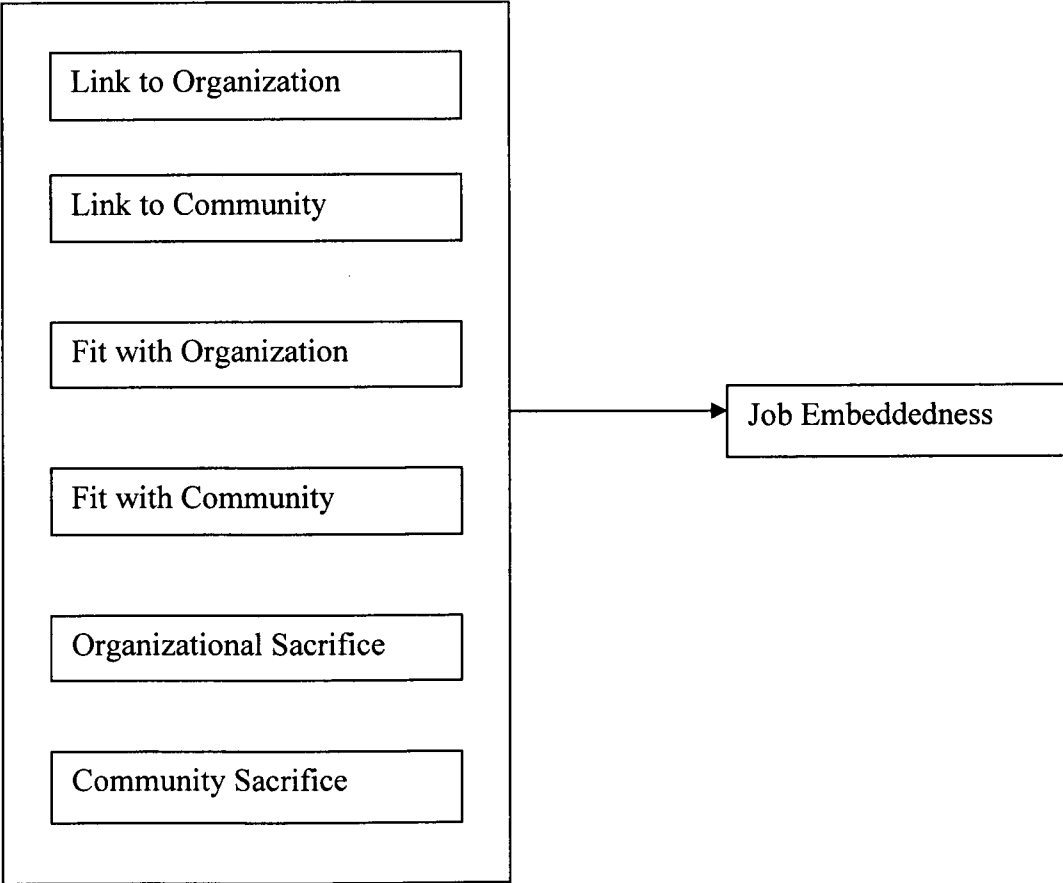 Link to Organization
Link to Community
Fit with Organization
Job Embeddedness
Fit with Community
Organizational Sacrifice
Community Sacrifice